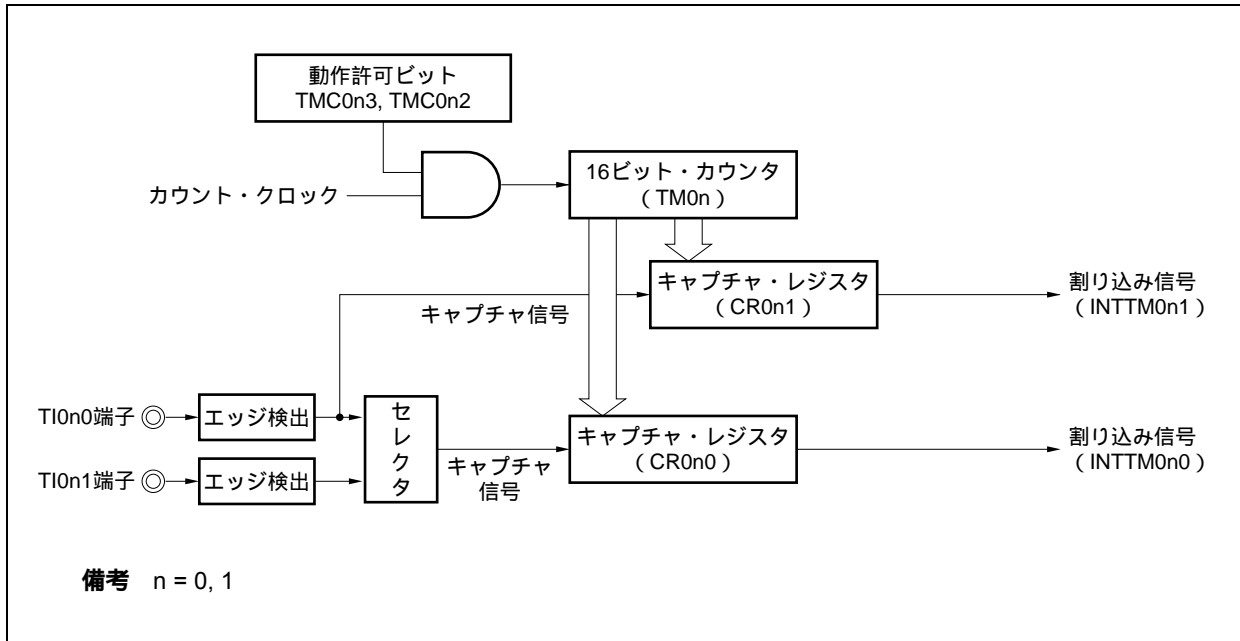 動作許可ビット
TMC0n3, TMC0n2
カウント・クロック
16ビット・カウンタ
（TM0n）
キャプチャ・レジスタ
（CR0n1）
割り込み信号
（INTTM0n1）
キャプチャ信号
TI0n0端子
エッジ検出
セレクタ
キャプチャ・レジスタ
（CR0n0）
割り込み信号
（INTTM0n0）
キャプチャ
信号
TI0n1端子
エッジ検出
備考 n = 0, 1